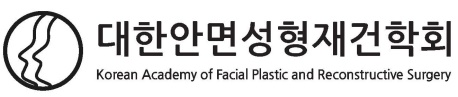 대한안면성형재건학회
Korean Academy of Facial Plastic and Reconstructive Surgery